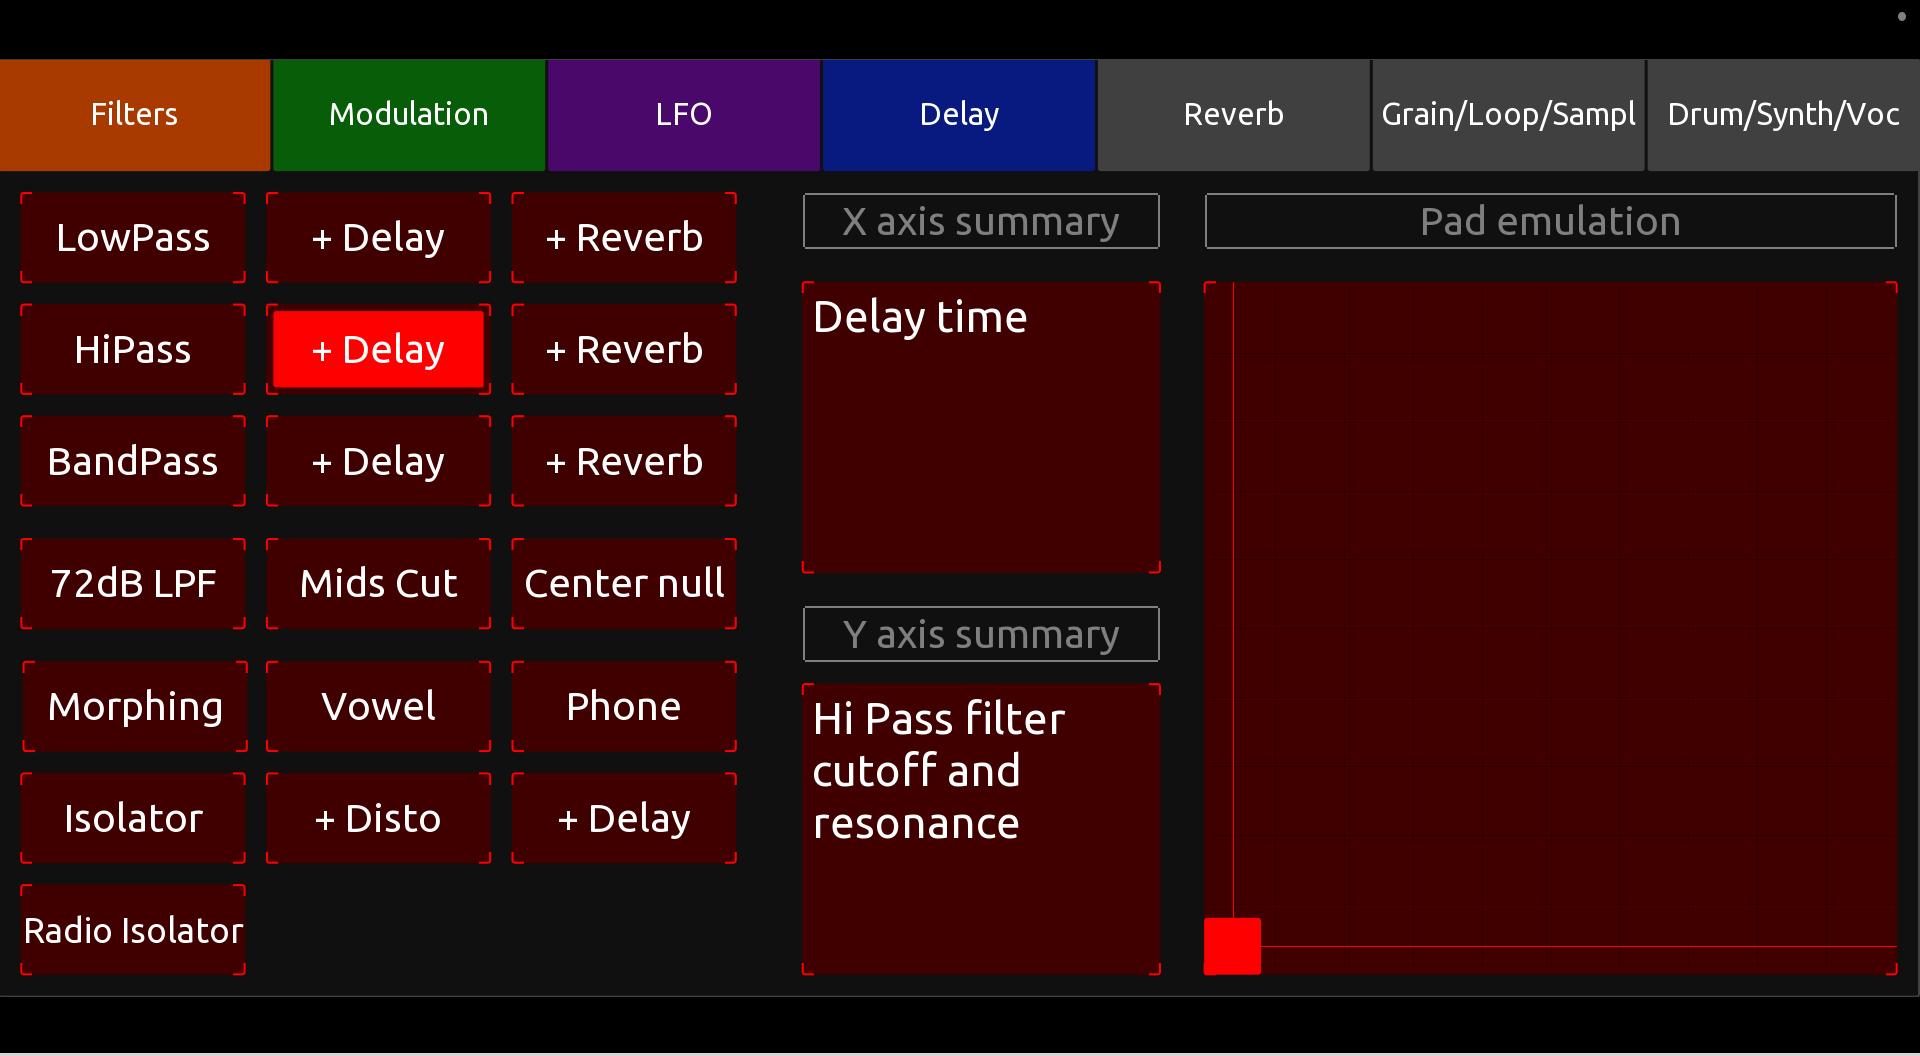 Filters
Modulation
LFO
Delay
Reverb
Grain/Loop/Sampl
Drum/Synth/Voc
LowPass
+ Delay
+ Reverb
HiPass
+ Delay
+ Reverb
BandPass
+ Delay
+ Reverb
72dB LPF
Mids Cut
Center null
Morphing
Vowel
Phone
Isolator
+ Disto
+ Delay
Radio Isolator
X axis summary
Delay time
Y axis summary
Hi Pass filter
cutoff and
resonance
Pad emulation